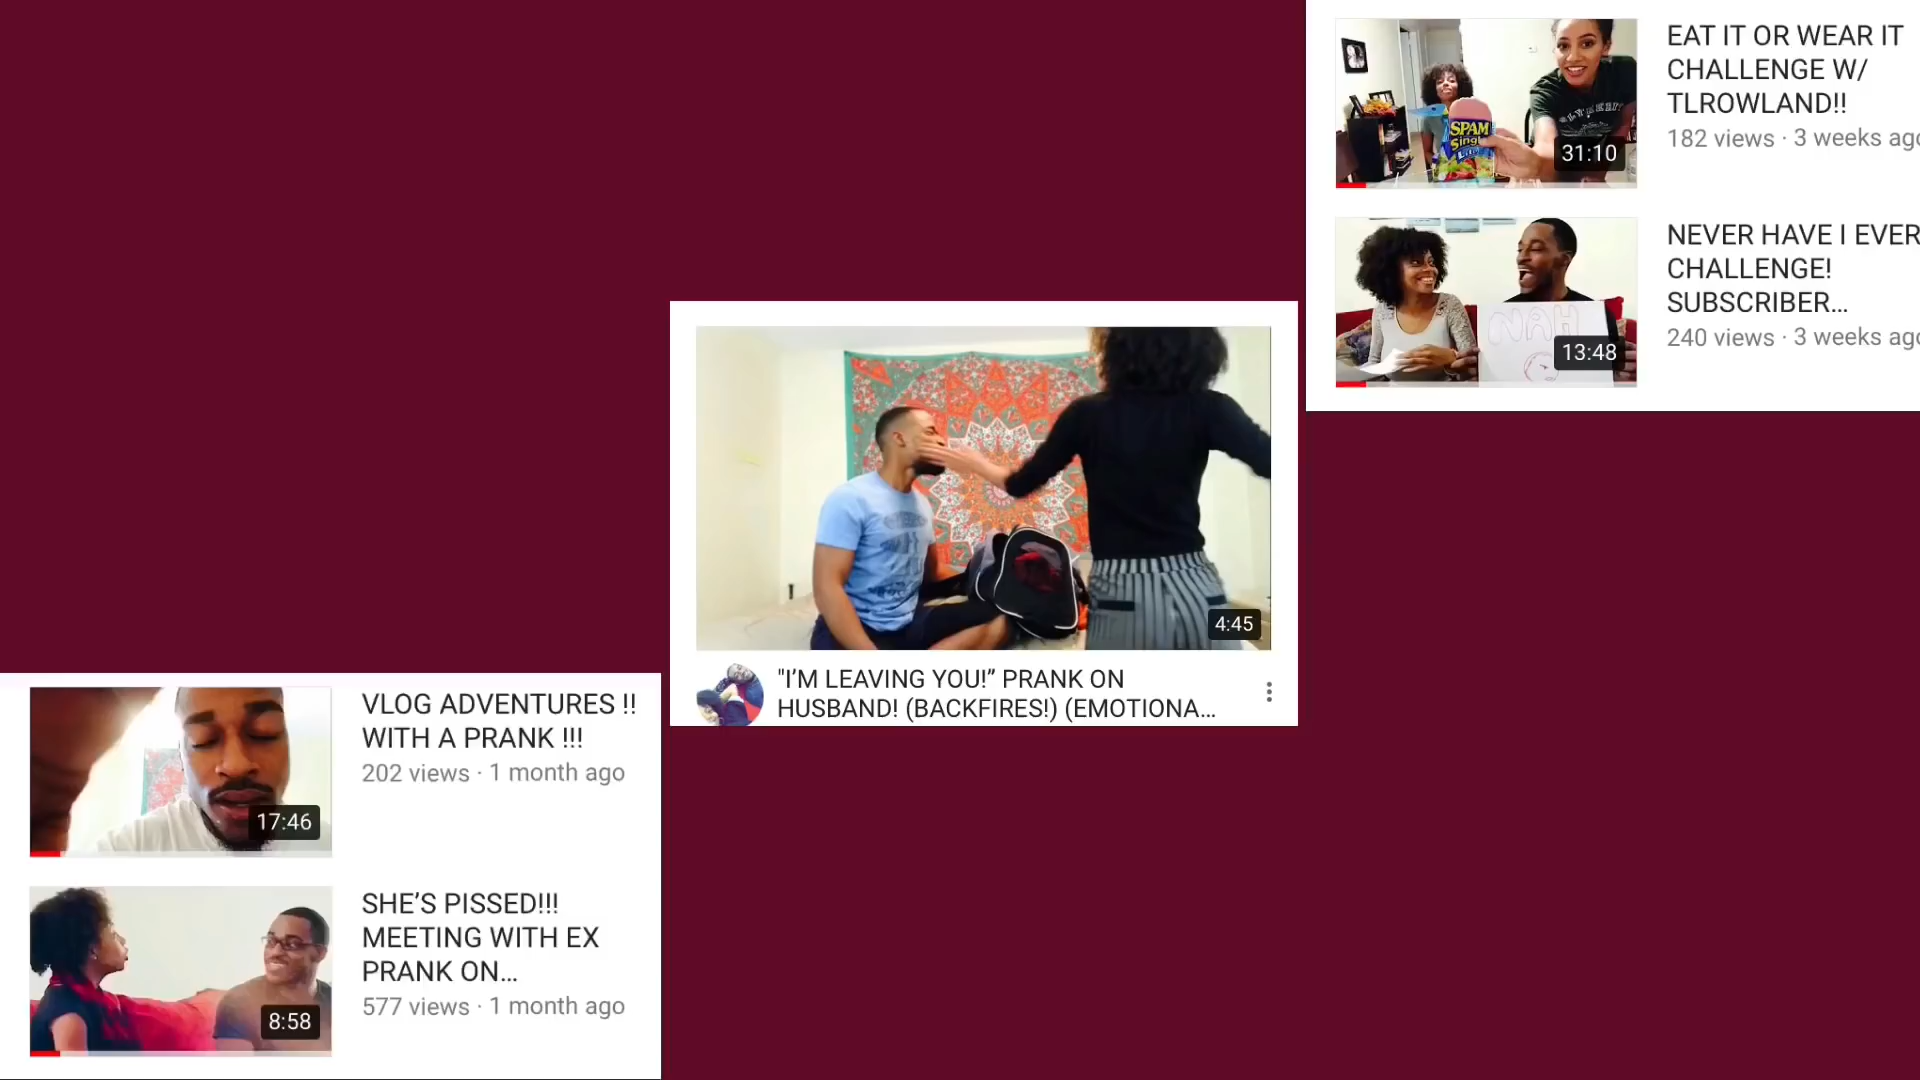 EAT IT OR WEAR IT
CHALLENGE W/
TLROWLAND!!
182 views · 3 weeks ago
SPAM
Singl
31:10
NEVER HAVE I EVER
CHALLENGE!
SUBSCRIBER...
240 views · 3 weeks ago
NAH
13:48
4:45
"I'M LEAVING YOU!” PRANK ON
HUSBAND! (BACKFIRES!) (EMOTIONA...
VLOG ADVENTURES !!
WITH A PRANK !!!
202 views · 1 month ago
17:46
SHE'S PISSED!!!
MEETING WITH EX
PRANK ON...
577 views · 1 month ago
8:58